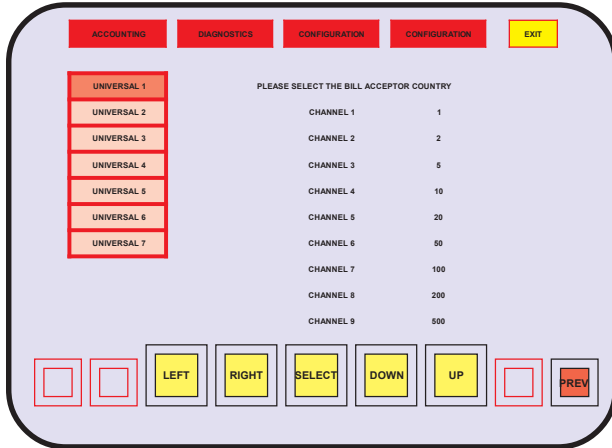 ACCOUNTING DIAGNOSTICS CONFIGURATION CONFIGURATION EXIT
UNIVERSAL 1 PLEASE SELECT THE BILL ACCEPTOR COUNTRY
UNIVERSAL 2 CHANNEL 1 1
UNIVERSAL 3 CHANNEL 2 2
UNIVERSAL 4 CHANNEL 3 5
UNIVERSAL 5 CHANNEL 4 10
UNIVERSAL 6 CHANNEL 5 20
UNIVERSAL 7 CHANNEL 6 50
CHANNEL 7 100
CHANNEL 8 200
CHANNEL 9 500
LEFT RIGHT SELECT DOWN UP PREV